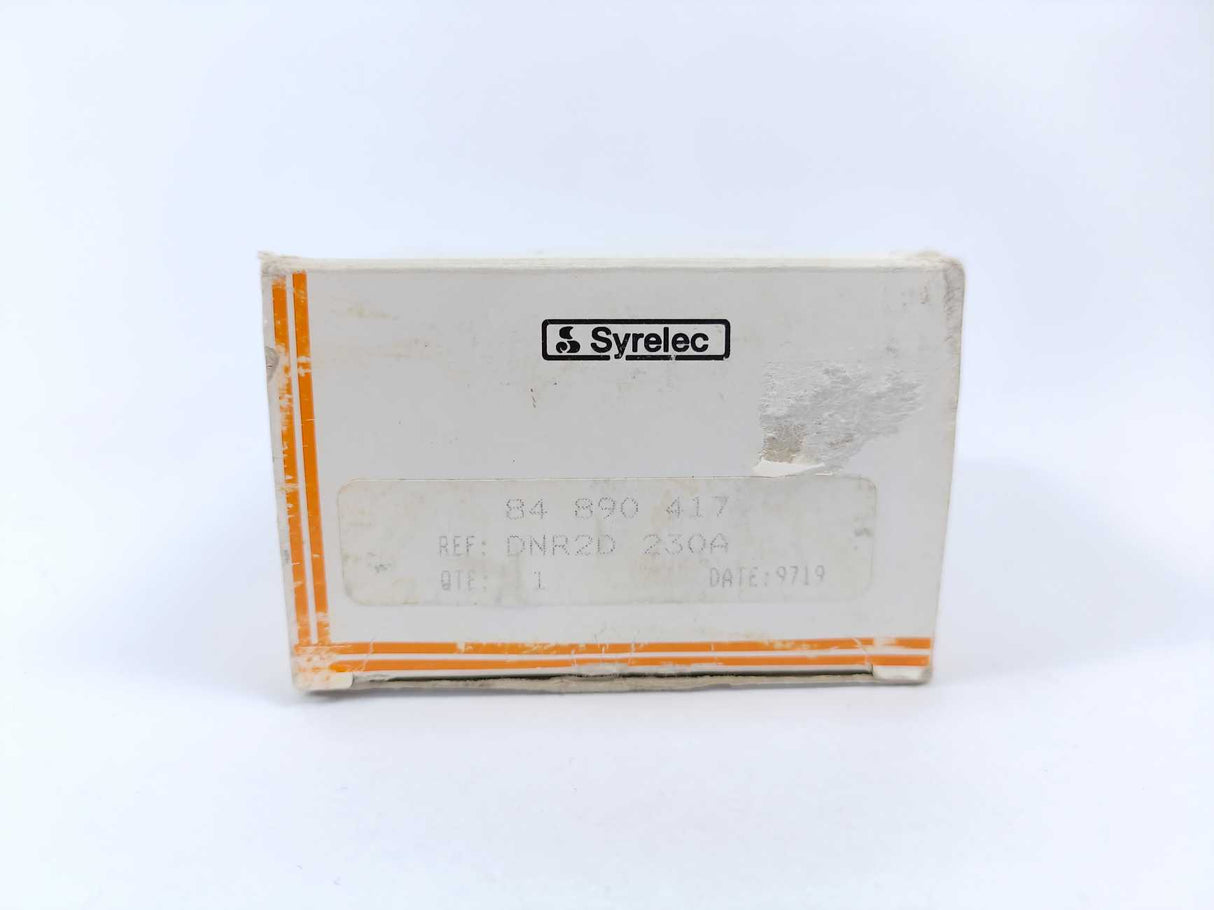 Syrelec
84 890 417
REF: DNR2D 230A
QTE: 1 DATE:9719